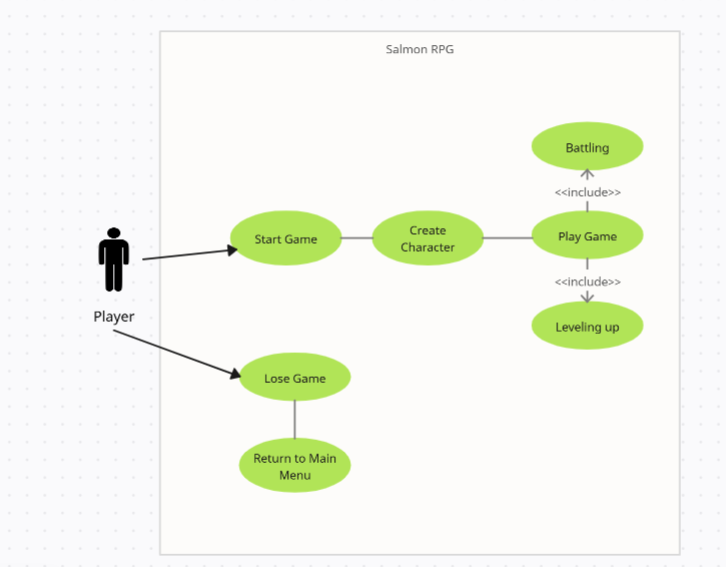 Salmon RPG
Battling
<<include>>
Start Game
Create
Character
Play Game
<<include>>
Player
Leveling up
Lose Game
Return to Main
Menu